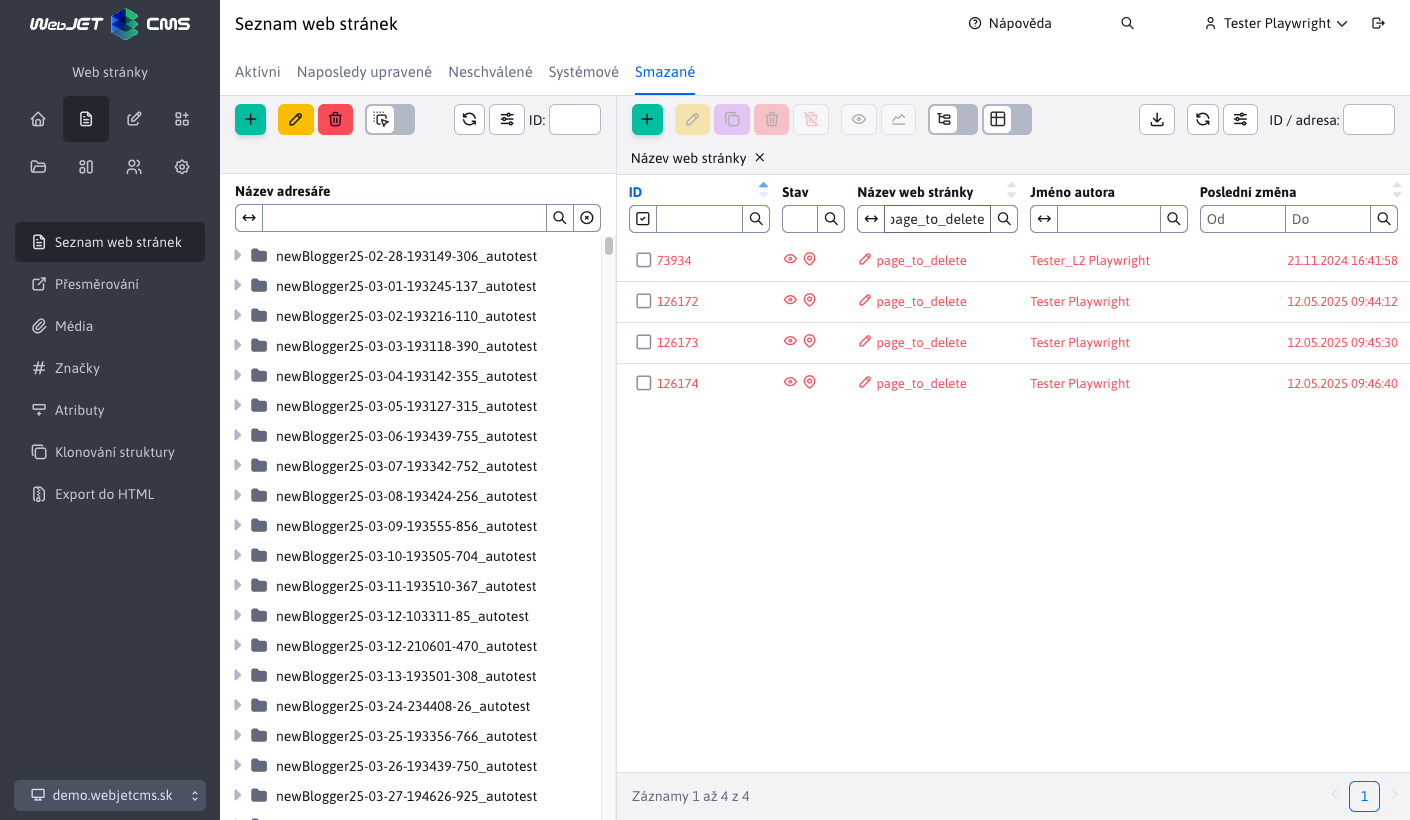 WebJET CMS
Seznam web stránek
Nápověda
Tester Playwright
Web stránky
Aktívni Naposledy upravené Neschválené Systémové Smazané
ID:
ID / adresa:
Název web stránky ×
Seznam web stránek
Přesměrování
Média
Značky
Atributy
Klonování struktury
Export do HTML
demo.webjetcms.sk
Název adresáře
newBlogger25-02-28-193149-306_autotest
newBlogger25-03-01-193245-137_autotest
newBlogger25-03-02-193216-110_autotest
newBlogger25-03-03-193118-390_autotest
newBlogger25-03-04-193142-355_autotest
newBlogger25-03-05-193127-315_autotest
newBlogger25-03-06-193439-755_autotest
newBlogger25-03-07-193342-752_autotest
newBlogger25-03-08-193424-256_autotest
newBlogger25-03-09-193555-856_autotest
newBlogger25-03-10-193505-704_autotest
newBlogger25-03-11-193510-367_autotest
newBlogger25-03-12-103311-85_autotest
newBlogger25-03-12-210601-470_autotest
newBlogger25-03-13-193501-308_autotest
newBlogger25-03-24-234408-26_autotest
newBlogger25-03-25-193356-766_autotest
newBlogger25-03-26-193439-750_autotest
newBlogger25-03-27-194626-925_autotest
ID Stav Název web stránky Jméno autora Poslední změna
page_to_delete Od Do
73934 page_to_delete Tester_L2 Playwright 21.11.2024 16:41:58
126172 page_to_delete Tester Playwright 12.05.2025 09:44:12
126173 page_to_delete Tester Playwright 12.05.2025 09:45:30
126174 page_to_delete Tester Playwright 12.05.2025 09:46:40
Záznamy 1 až 4 z 4
1